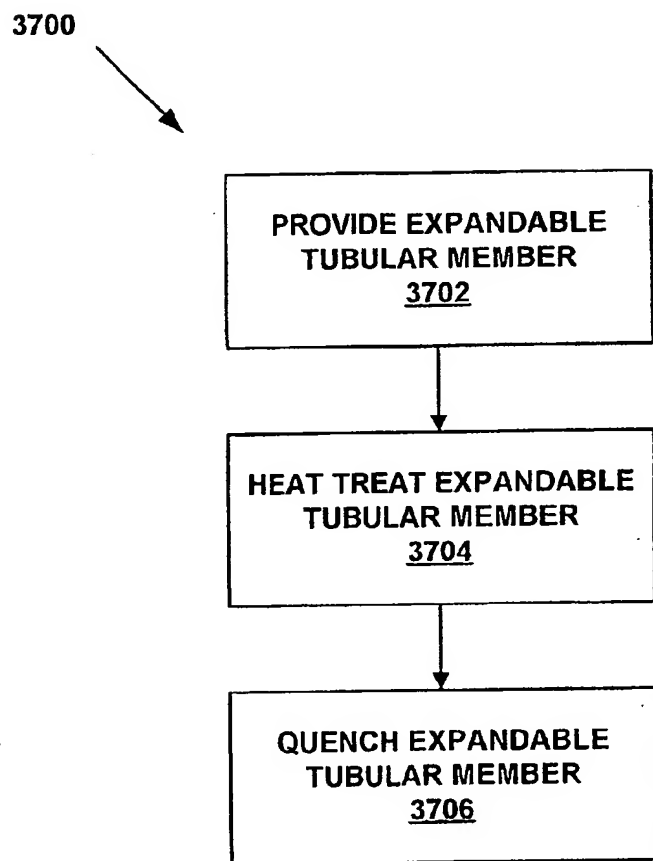 3700
PROVIDE EXPANDABLE
TUBULAR MEMBER
3702
HEAT TREAT EXPANDABLE
TUBULAR MEMBER
3704
QUENCH EXPANDABLE
TUBULAR MEMBER
3706